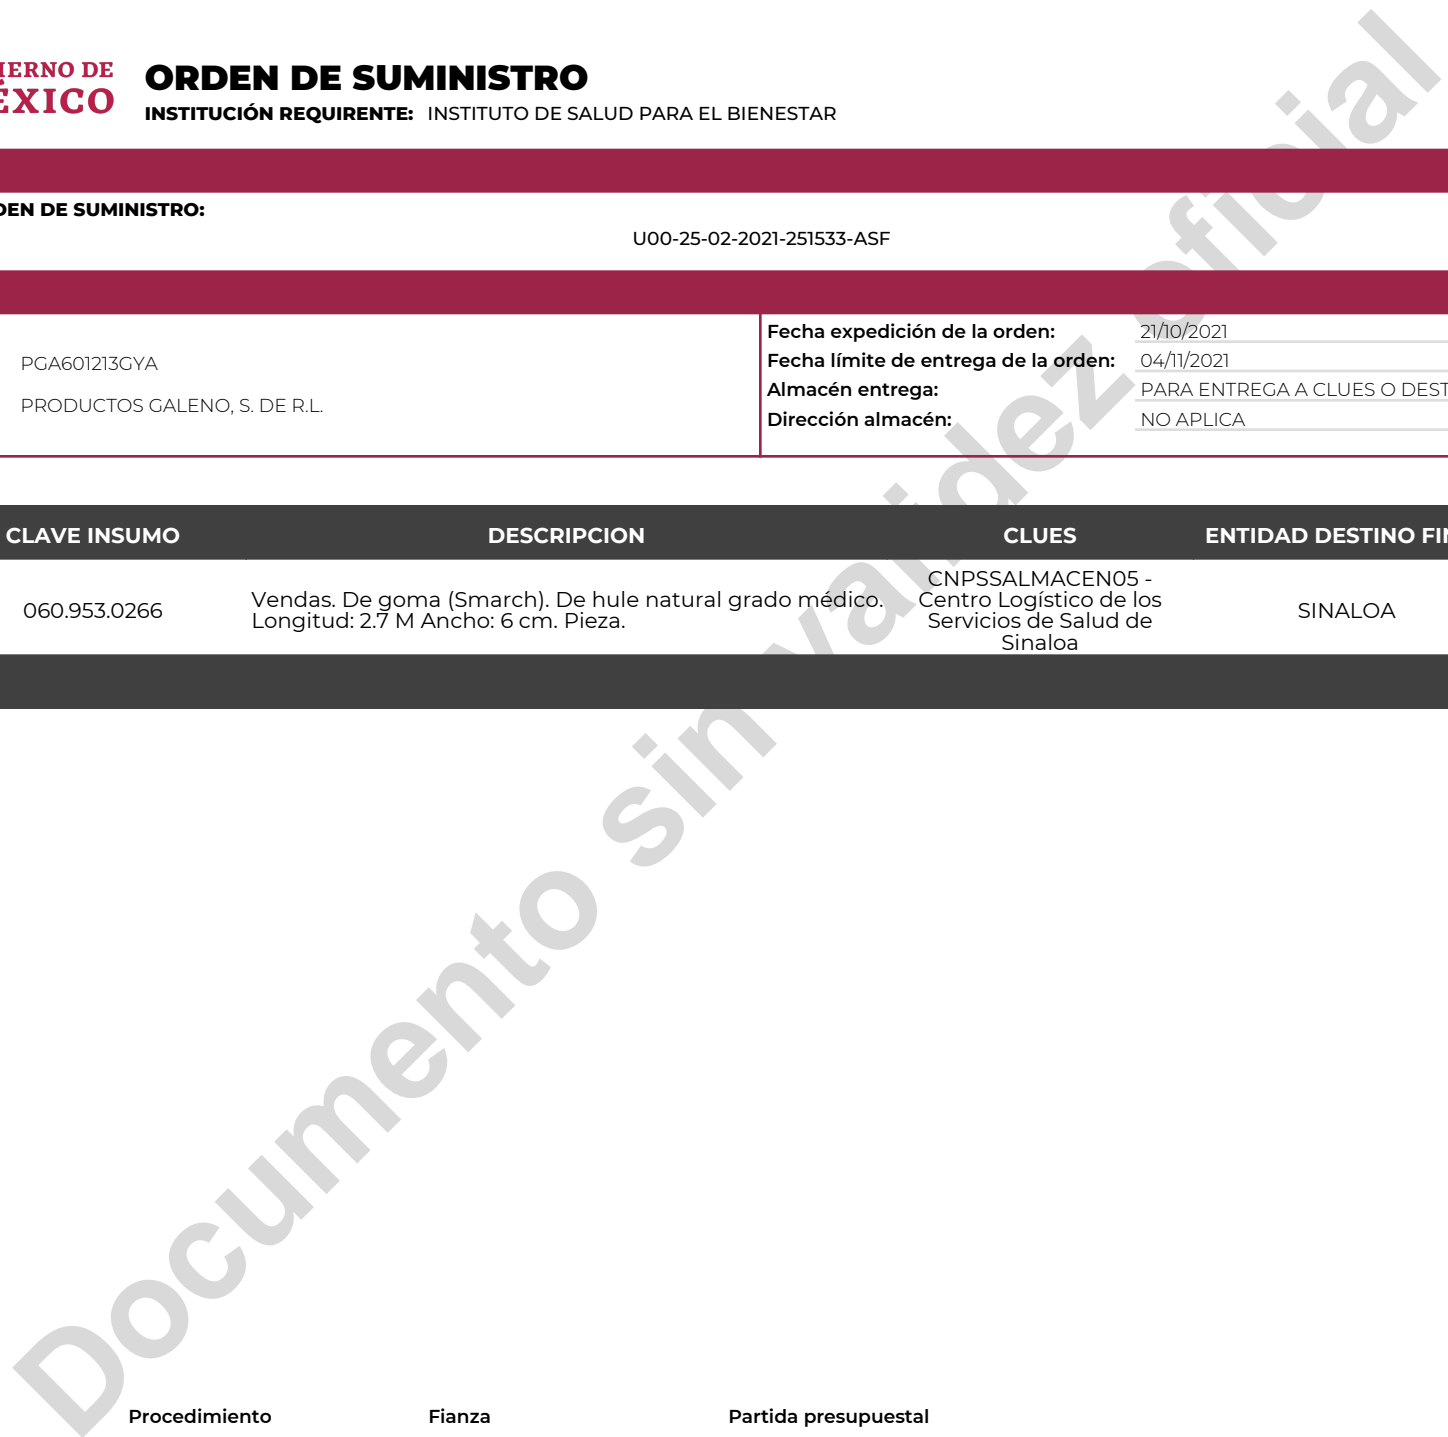 IERNO DE
ÉXICO
ORDEN DE SUMINISTRO
INSTITUCIÓN REQUIRENTE: INSTITUTO DE SALUD PARA EL BIENESTAR
DEN DE SUMINISTRO:
U00-25-02-2021-251533-ASF
PGA601213GYA
PRODUCTOS GALENO, S. DE R.L.
Fecha expedición de la orden: 21/10/2021
Fecha límite de entrega de la orden: 04/11/2021
Almacén entrega: PARA ENTREGA A CLUES O DEST
Dirección almacén: NO APLICA
CLAVE INSUMO DESCRIPCION CLUES ENTIDAD DESTINO FIN
060.953.0266
Vendas. De goma (Smarch). De hule natural grado médico.
Longitud: 2.7 M Ancho: 6 cm. Pieza.
CNPSSALMACEN05 -
Centro Logístico de los
Servicios de Salud de
Sinaloa
SINALOA
Documento sin validez oficial
Procedimiento Fianza Partida presupuestal